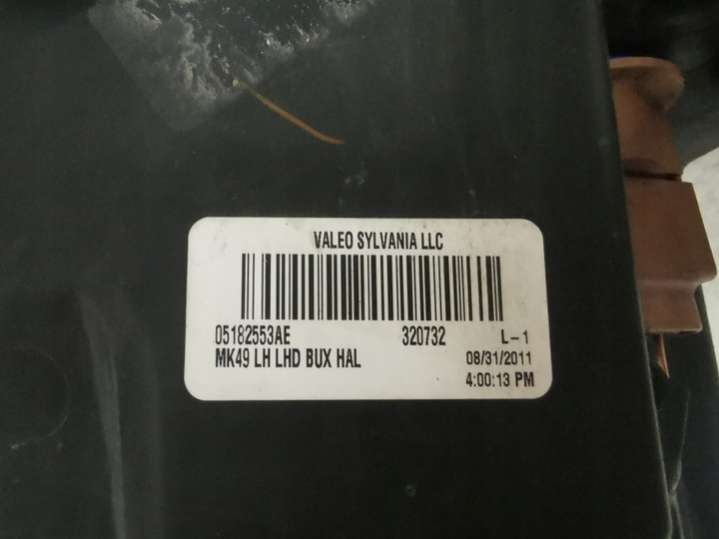 VALEO SYLVANIA LLC
05182553AE 320732 L-1
MK49 LH LHD BUX HAL 08/31/2011
4:00:13 PM